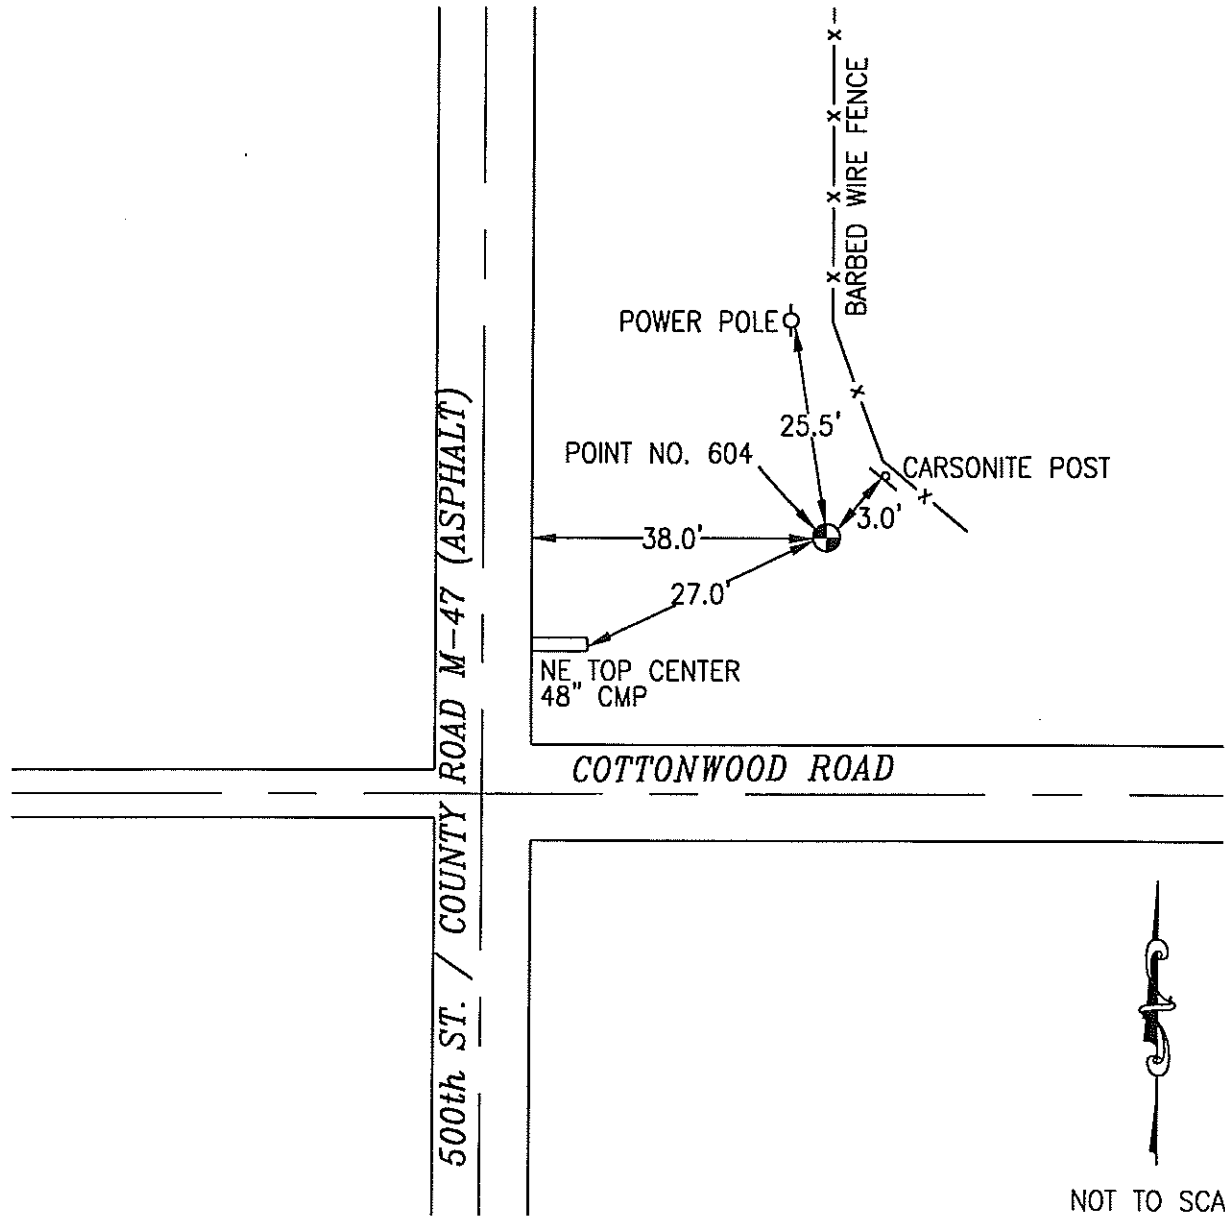 BARBED WIRE FENCE
POWER POLE
25.5'
POINT NO. 604
CARSONITE POST
3.0'
38.0'
27.0'
NE TOP CENTER
48" CMP
500th ST. / COUNTY ROAD M-47 (ASPHALT)
COTTONWOOD ROAD
NOT TO SCA